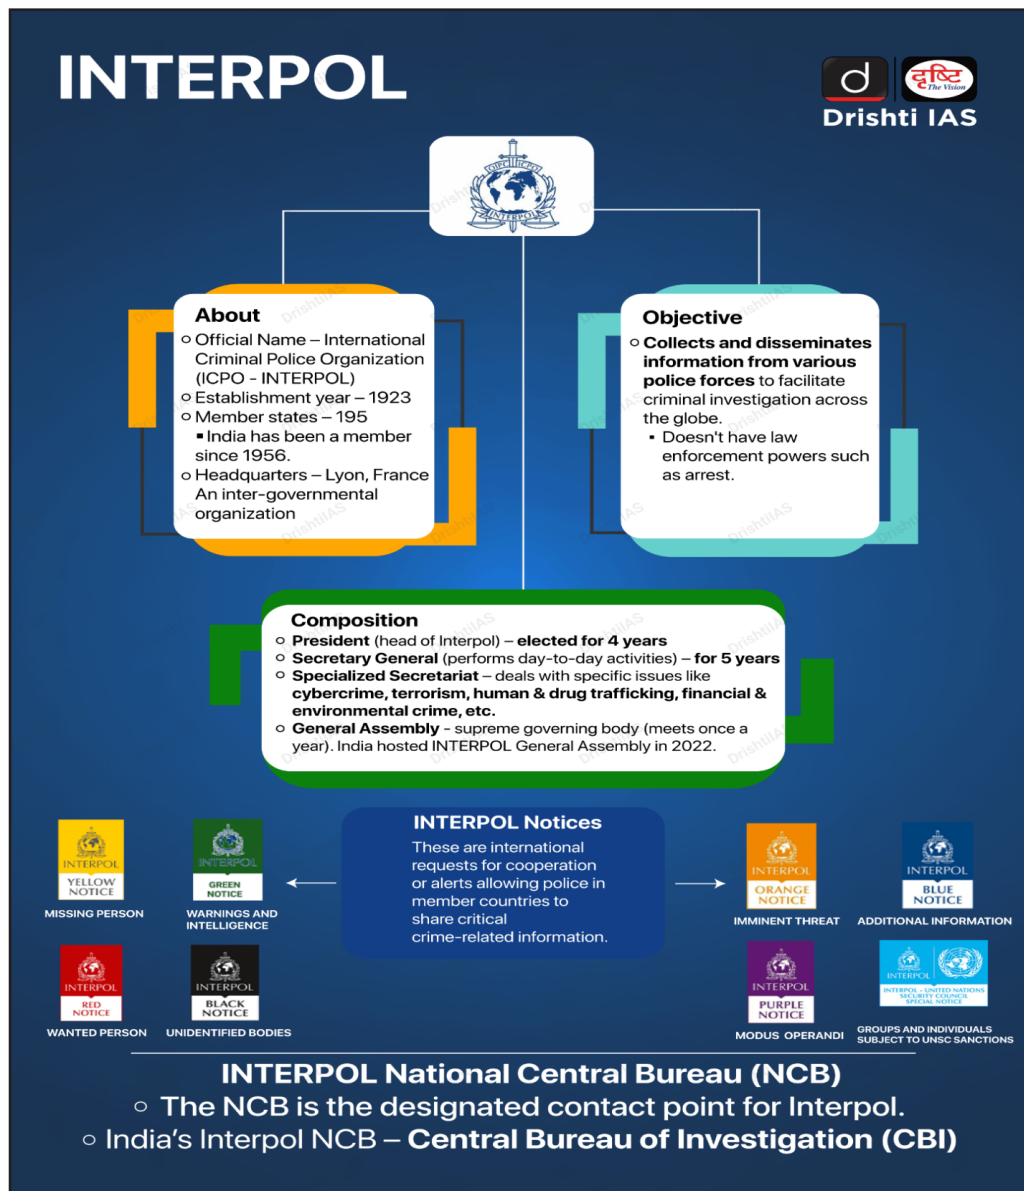 INTERPOL
d
दृष्टि
The Vision
Drishti IAS
OIPC ICPO
INTERPOL
About
Official Name – International
Criminal Police Organization
(ICPO - INTERPOL)
Establishment year – 1923
Member states – 195
India has been a member
since 1956.
Headquarters – Lyon, France
An inter-governmental
organization
Objective
Collects and disseminates
information from various
police forces to facilitate
criminal investigation across
the globe.
Doesn't have law
enforcement powers such
as arrest.
Composition
President (head of Interpol) – elected for 4 years
Secretary General (performs day-to-day activities) – for 5 years
Specialized Secretariat – deals with specific issues like
cybercrime, terrorism, human & drug trafficking, financial &
environmental crime, etc.
General Assembly - supreme governing body (meets once a
year). India hosted INTERPOL General Assembly in 2022.
INTERPOL Notices
These are international
requests for cooperation
or alerts allowing police in
member countries to
share critical
crime-related information.
INTERPOL
YELLOW
NOTICE
MISSING PERSON
INTERPOL
GREEN
NOTICE
WARNINGS AND
INTELLIGENCE
INTERPOL
RED
NOTICE
WANTED PERSON
INTERPOL
BLACK
NOTICE
UNIDENTIFIED BODIES
INTERPOL
ORANGE
NOTICE
IMMINENT THREAT
INTERPOL
BLUE
NOTICE
ADDITIONAL INFORMATION
INTERPOL
PURPLE
NOTICE
MODUS OPERANDI
INTERPOL - UNITED NATIONS
SECURITY COUNCIL
SPECIAL NOTICE
GROUPS AND INDIVIDUALS
SUBJECT TO UNSC SANCTIONS
INTERPOL National Central Bureau (NCB)
The NCB is the designated contact point for Interpol.
India's Interpol NCB – Central Bureau of Investigation (CBI)